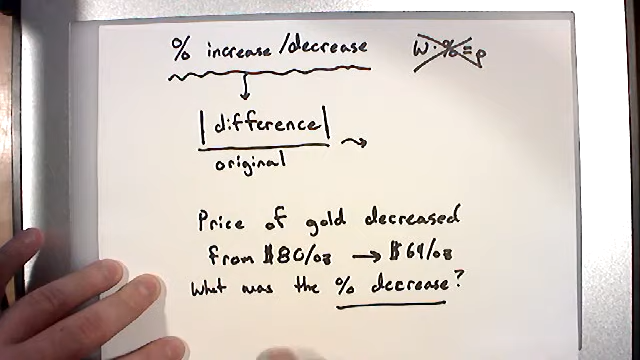 % increase/decrease
W · % = P
|difference|
original
Price of gold decreased
from $80/oz → $64/oz
What was the % decrease?